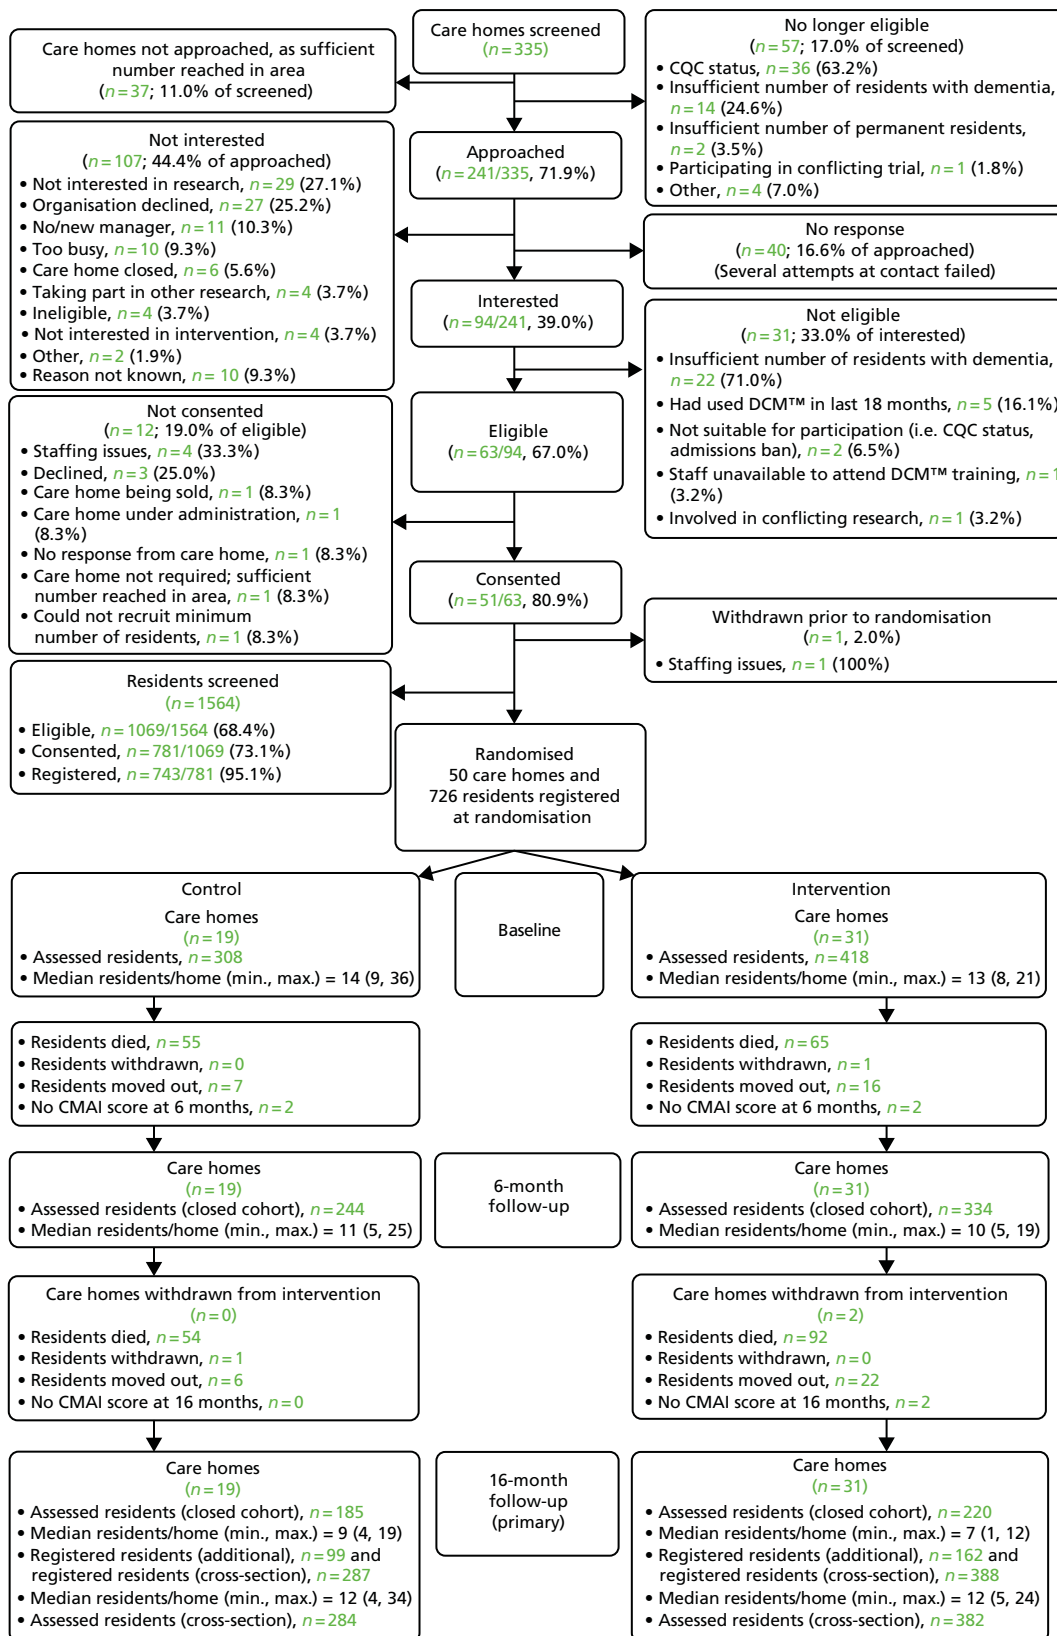 Care homes screened
(n=335)
Care homes not approached, as sufficient
number reached in area
(n=37; 11.0% of screened)
No longer eligible
(n=57; 17.0% of screened)
• CQC status, n=36 (63.2%)
• Insufficient number of residents with dementia,
n=14 (24.6%)
• Insufficient number of permanent residents,
n=2 (3.5%)
• Participating in conflicting trial, n=1 (1.8%)
• Other, n=4 (7.0%)
Approached
(n=241/335, 71.9%)
Not interested
(n=107; 44.4% of approached)
• Not interested in research, n=29 (27.1%)
• Organisation declined, n=27 (25.2%)
• No/new manager, n=11 (10.3%)
• Too busy, n=10 (9.3%)
• Care home closed, n=6 (5.6%)
• Taking part in other research, n=4 (3.7%)
• Ineligible, n=4 (3.7%)
• Not interested in intervention, n=4 (3.7%)
• Other, n=2 (1.9%)
• Reason not known, n=10 (9.3%)
No response
(n=40; 16.6% of approached)
(Several attempts at contact failed)
Interested
(n=94/241, 39.0%)
Not eligible
(n=31; 33.0% of interested)
• Insufficient number of residents with dementia,
n=22 (71.0%)
• Had used DCM™ in last 18 months, n=5 (16.1%)
• Not suitable for participation (i.e. CQC status,
admissions ban), n=2 (6.5%)
• Staff unavailable to attend DCM™ training, n=1
(3.2%)
• Involved in conflicting research, n=1 (3.2%)
Eligible
(n=63/94, 67.0%)
Not consented
(n=12; 19.0% of eligible)
• Staffing issues, n=4 (33.3%)
• Declined, n=3 (25.0%)
• Care home being sold, n=1 (8.3%)
• Care home under administration, n=1
(8.3%)
• No response from care home, n=1 (8.3%)
• Care home not required; sufficient
number reached in area, n=1 (8.3%)
• Could not recruit minimum
number of residents, n=1 (8.3%)
Consented
(n=51/63, 80.9%)
Withdrawn prior to randomisation
(n=1, 2.0%)
• Staffing issues, n=1 (100%)
Residents screened
(n=1564)
• Eligible, n=1069/1564 (68.4%)
• Consented, n=781/1069 (73.1%)
• Registered, n=743/781 (95.1%)
Randomised
50 care homes and
726 residents registered
at randomisation
Control
Care homes
(n=19)
• Assessed residents, n=308
• Median residents/home (min., max.) = 14 (9, 36)
Baseline
Intervention
Care homes
(n=31)
• Assessed residents, n=418
• Median residents/home (min., max.) = 13 (8, 21)
• Residents died, n=55
• Residents withdrawn, n=0
• Residents moved out, n=7
• No CMAI score at 6 months, n=2
• Residents died, n=65
• Residents withdrawn, n=1
• Residents moved out, n=16
• No CMAI score at 6 months, n=2
Care homes
(n=19)
• Assessed residents (closed cohort), n=244
• Median residents/home (min., max.) = 11 (5, 25)
6-month
follow-up
Care homes
(n=31)
• Assessed residents (closed cohort), n=334
• Median residents/home (min., max.) = 10 (5, 19)
Care homes withdrawn from intervention
(n=0)
• Residents died, n=54
• Residents withdrawn, n=1
• Residents moved out, n=6
• No CMAI score at 16 months, n=0
Care homes withdrawn from intervention
(n=2)
• Residents died, n=92
• Residents withdrawn, n=0
• Residents moved out, n=22
• No CMAI score at 16 months, n=2
Care homes
(n=19)
• Assessed residents (closed cohort), n=185
• Median residents/home (min., max.) = 9 (4, 19)
• Registered residents (additional), n=99 and
registered residents (cross-section),
n=287
• Median residents/home (min., max.) = 12 (4, 34)
• Assessed residents (cross-section), n=284
16-month
follow-up
(primary)
Care homes
(n=31)
• Assessed residents (closed cohort), n=220
• Median residents/home (min., max.) = 7 (1, 12)
• Registered residents (additional), n=162 and
registered residents (cross-section),
n=388
• Median residents/home (min., max.) = 12 (5, 24)
• Assessed residents (cross-section), n=382